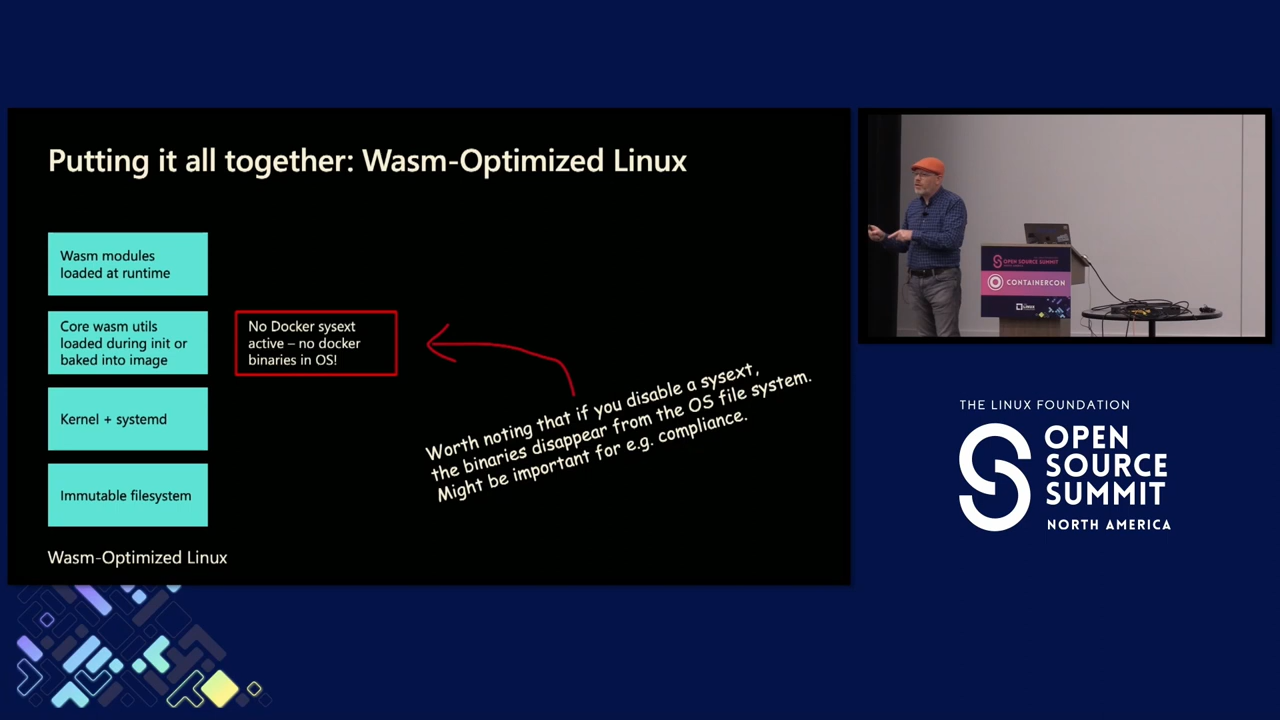 Putting it all together: Wasm-Optimized Linux
Wasm modules
loaded at runtime
Core wasm utils
loaded during init or
baked into image
No Docker sysext
active – no docker
binaries in OS!
Kernel + systemd
Immutable filesystem
Wasm-Optimized Linux
Worth noting that if you disable a sysext,
the binaries disappear from the OS file system.
Might be important for e.g. compliance.
OPEN SOURCE SUMMIT
CONTAINERCON
THE LINUX FOUNDATION
OPEN
SOURCE
SUMMIT
NORTH AMERICA